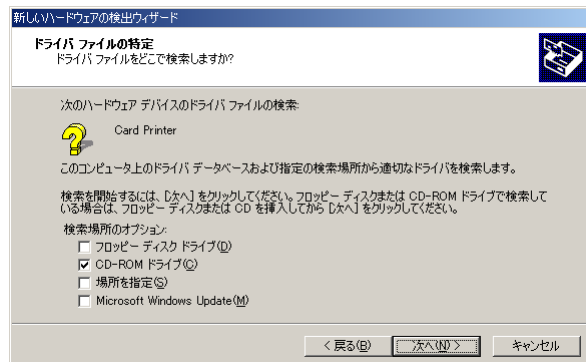 新しいハードウェアの検出ウィザード
ドライバ ファイルの特定
ドライバ ファイルをどこで検索しますか?
次のハードウェア デバイスのドライバ ファイルの検索:
Card Printer
このコンピュータ上のドライバ データベースおよび指定の検索場所から適切なドライバを検索します。
検索を開始するには、[次へ] をクリックしてください。フロッピー ディスクまたは CD-ROM ドライブで検索して
いる場合は、フロッピー ディスクまたは CD を挿入してから [次へ] をクリックしてください。
検索場所のオプション:
フロッピー ディスク ドライブ(D)
CD-ROM ドライブ(C)
場所を指定(S)
Microsoft Windows Update(M)
< 戻る(B) 次へ(N) > キャンセル